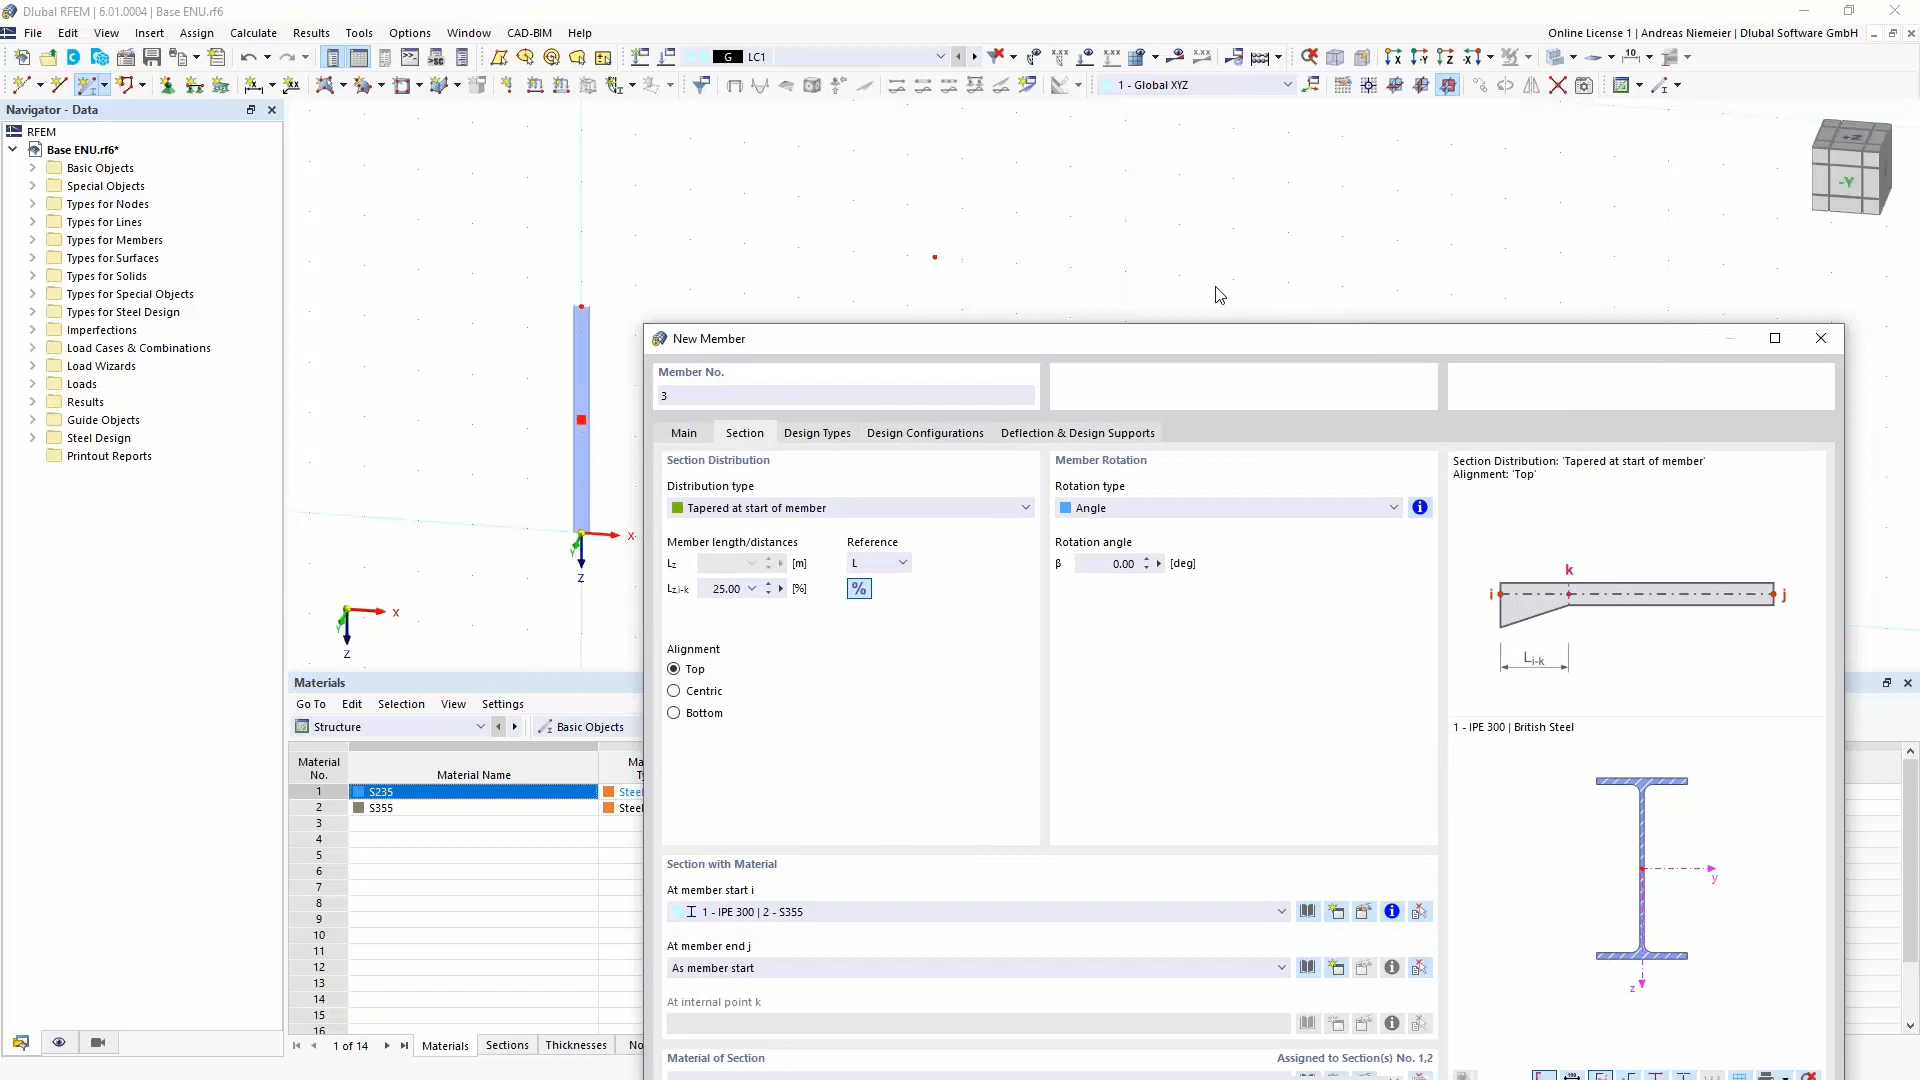 Dlubal RFEM | 6.01.0004 | Base ENU.rf6*
File Edit View Insert Assign Calculate Results Tools Options Window CAD-BIM Help
Online License 1 | Andreas Niemeier | Dlubal Software GmbH
G LC1
1 - Global XYZ
Navigator - Data
RFEM
Base ENU.rf6*
Basic Objects
Special Objects
Types for Nodes
Types for Lines
Types for Members
Types for Surfaces
Types for Solids
Types for Special Objects
Types for Steel Design
Imperfections
Load Cases & Combinations
Load Wizards
Loads
Results
Guide Objects
Steel Design
Printout Reports
+Z
-Y
X
Y
Z
X
Y
Z
New Member
Member No.
3
Main Section Design Types Design Configurations Deflection & Design Supports
Section Distribution
Distribution type
Tapered at start of member
Member length/distances Reference
Lz [m] L
Lz,i-k 25.00 [%] %
Alignment
Top
Centric
Bottom
Member Rotation
Rotation type
Angle
Rotation angle
β 0.00 [deg]
Section Distribution: 'Tapered at start of member'
Alignment: 'Top'
k
i j
Li-k
1 - IPE 300 | British Steel
y
z
Section with Material
At member start i
1 - IPE 300 | 2 - S355
At member end j
As member start
At internal point k
Material of Section Assigned to Section(s) No. 1,2
Materials
Go To Edit Selection View Settings
Structure Basic Objects
Material
No. Material Name
1 S235 Steel
2 S355 Steel
3
4
5
6
7
8
9
10
11
12
13
14
15
16
1 of 14 Materials Sections Thicknesses